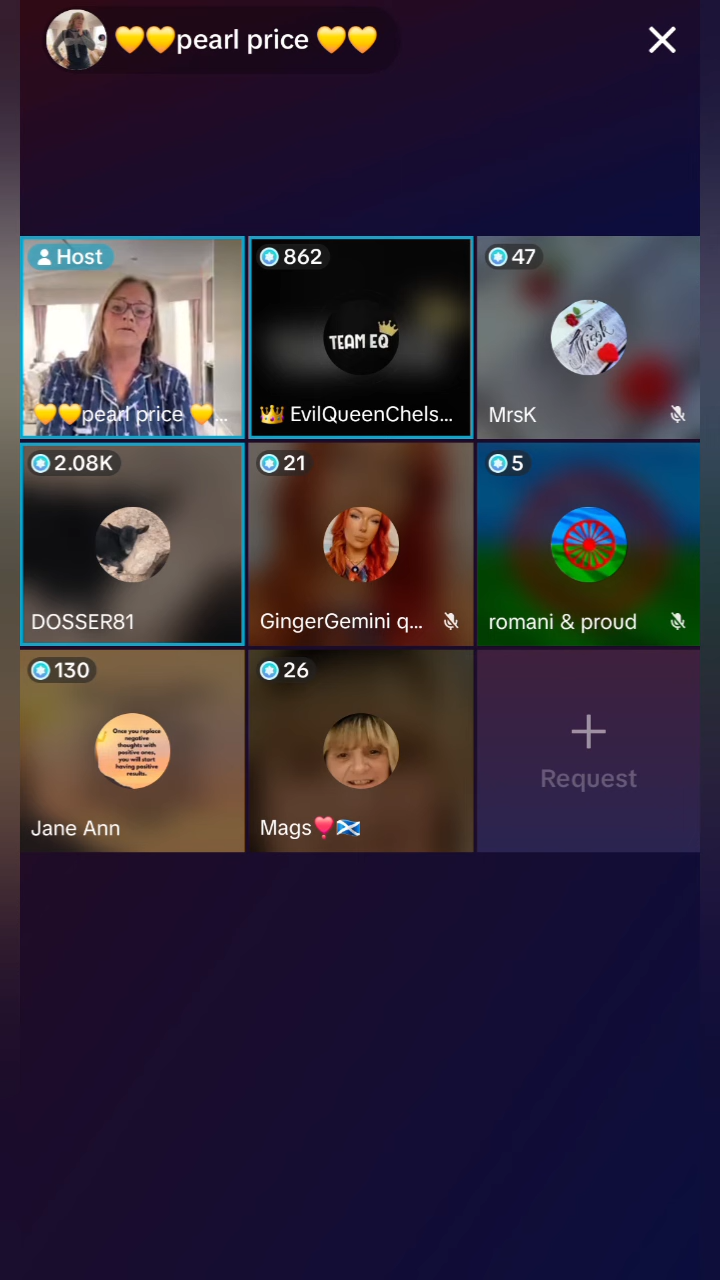 💛💛pearl price 💛💛
Host
💛💛pearl price 💛...
862
TEAM EQ
👑 EvilQueenChels...
47
MrsK
2.08K
DOSSER81
21
GingerGemini q...
5
romani & proud
130
Once you replace
negative
thoughts with
positive ones,
you will start
having positive
results.
Jane Ann
26
Mags❣️🏴󠁧󠁢󠁳󠁣󠁴󠁿
Request